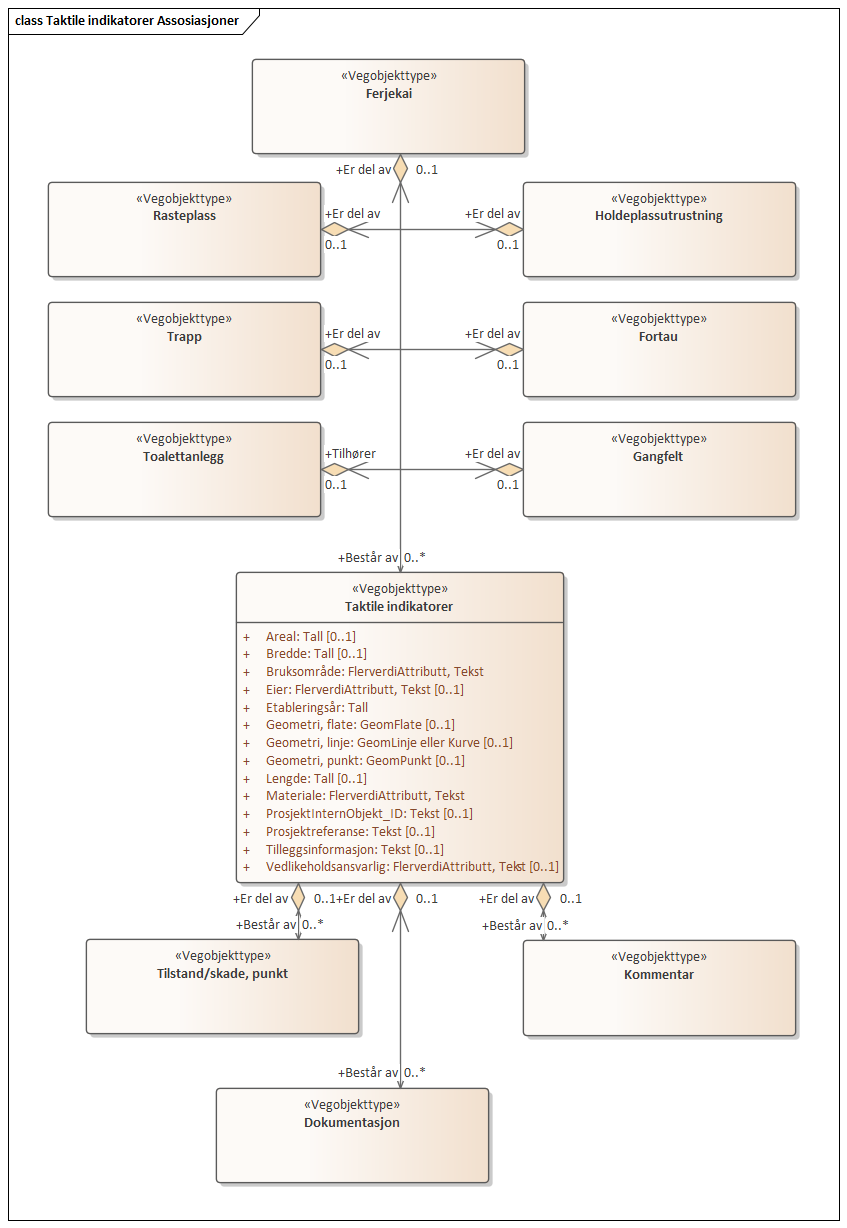 class Taktile indikatorer Assosiasjoner
«Vegobjekttype»
Ferjekai
+Er del av 0..1
«Vegobjekttype»
Rasteplass
+Er del av
0..1
+Er del av
0..1
«Vegobjekttype»
Holdeplassutrustning
«Vegobjekttype»
Trapp
+Er del av
0..1
+Er del av
0..1
«Vegobjekttype»
Fortau
«Vegobjekttype»
Toalettanlegg
+Tilhører
0..1
+Er del av
0..1
«Vegobjekttype»
Gangfelt
+Består av 0..*
«Vegobjekttype»
Taktile indikatorer
+ Areal: Tall [0..1]
+ Bredde: Tall [0..1]
+ Bruksområde: FlerverdiAttributt, Tekst
+ Eier: FlerverdiAttributt, Tekst [0..1]
+ Etableringsår: Tall
+ Geometri, flate: GeomFlate [0..1]
+ Geometri, linje: GeomLinje eller Kurve [0..1]
+ Geometri, punkt: GeomPunkt [0..1]
+ Lengde: Tall [0..1]
+ Materiale: FlerverdiAttributt, Tekst
+ ProsjektInternObjekt_ID: Tekst [0..1]
+ Prosjektreferanse: Tekst [0..1]
+ Tilleggsinformasjon: Tekst [0..1]
+ Vedlikeholdsansvarlig: FlerverdiAttributt, Tekst [0..1]
+Er del av 0..1
+Er del av 0..1
+Er del av 0..1
+Består av 0..*
+Består av 0..*
«Vegobjekttype»
Tilstand/skade, punkt
«Vegobjekttype»
Kommentar
+Består av 0..*
«Vegobjekttype»
Dokumentasjon